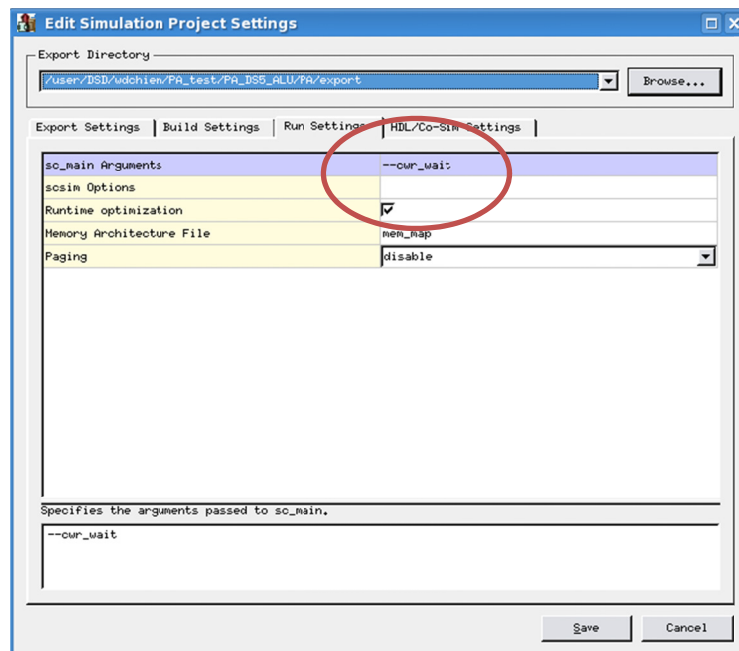 Edit Simulation Project Settings
Export Directory
/user/DSD/wdchien/PA_test/PA_DS5_ALU/PA/export
Browse...
Export Settings Build Settings Run Settings HDL/Co-Sim Settings
sc_main Arguments --cwr_wait
scsim Options
Runtime optimization
Memory Architecture File mem_map
Paging disable
Specifies the arguments passed to sc_main.
--cwr_wait
Save Cancel